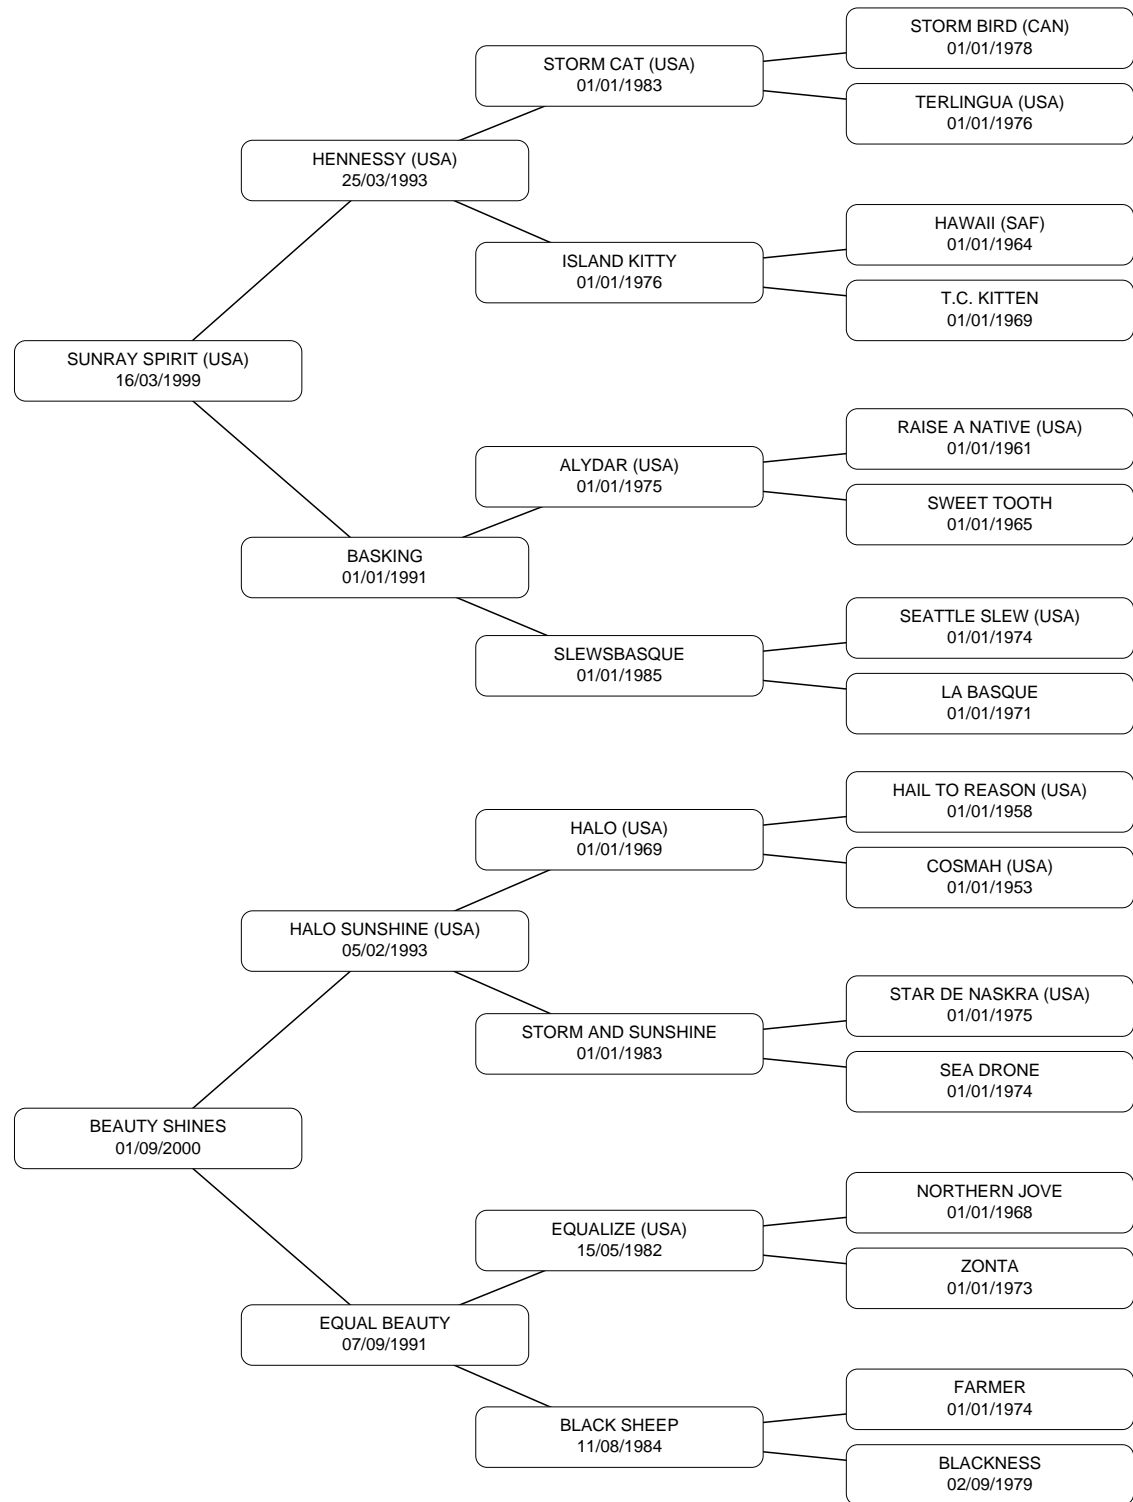 STORM BIRD (CAN)
01/01/1978
STORM CAT (USA)
01/01/1983
TERLINGUA (USA)
01/01/1976
HENNESSY (USA)
25/03/1993
HAWAII (SAF)
01/01/1964
ISLAND KITTY
01/01/1976
T.C. KITTEN
01/01/1969
SUNRAY SPIRIT (USA)
16/03/1999
RAISE A NATIVE (USA)
01/01/1961
ALYDAR (USA)
01/01/1975
SWEET TOOTH
01/01/1965
BASKING
01/01/1991
SEATTLE SLEW (USA)
01/01/1974
SLEWSBASQUE
01/01/1985
LA BASQUE
01/01/1971
HAIL TO REASON (USA)
01/01/1958
HALO (USA)
01/01/1969
COSMAH (USA)
01/01/1953
HALO SUNSHINE (USA)
05/02/1993
STAR DE NASKRA (USA)
01/01/1975
STORM AND SUNSHINE
01/01/1983
SEA DRONE
01/01/1974
BEAUTY SHINES
01/09/2000
NORTHERN JOVE
01/01/1968
EQUALIZE (USA)
15/05/1982
ZONTA
01/01/1973
EQUAL BEAUTY
07/09/1991
FARMER
01/01/1974
BLACK SHEEP
11/08/1984
BLACKNESS
02/09/1979